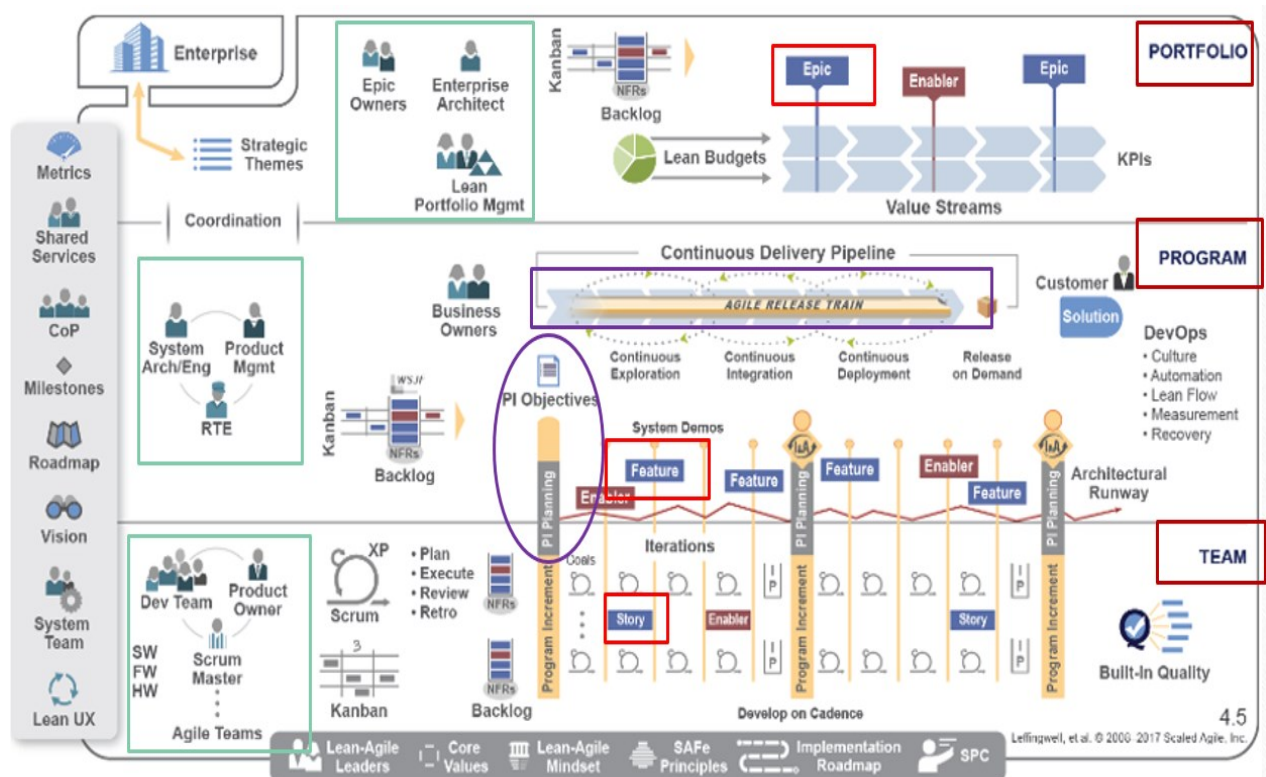 Enterprise
Strategic
Themes
Coordination
Metrics
Shared
Services
CoP
Milestones
Roadmap
Vision
System
Team
Lean UX
Epic
Owners
Enterprise
Architect
Lean
Portfolio Mgmt
Kanban
NFRs
Backlog
Lean Budgets
Epic
Enabler
Epic
KPIs
Value Streams
PORTFOLIO
System
Arch/Eng
Product
Mgmt
RTE
Business
Owners
Kanban
WSJF
NFRs
Backlog
Continuous Delivery Pipeline
AGILE RELEASE TRAIN
Continuous
Exploration
Continuous
Integration
Continuous
Deployment
Release
on Demand
Customer
Solution
DevOps
• Culture
• Automation
• Lean Flow
• Measurement
• Recovery
PROGRAM
PI Objectives
System Demos
Enabler
Feature
Feature
Feature
Enabler
Feature
Architectural
Runway
PI Planning
PI Planning
PI Planning
Dev Team
Product
Owner
Scrum
Master
SW
FW
HW
Agile Teams
XP
Scrum
• Plan
• Execute
• Review
• Retro
3
Kanban
NFRs
NFRs
Backlog
Program Increment
Program Increment
Program Increment
Goals
Iterations
Story
Enabler
Story
I P
I P
I P
I P
Develop on Cadence
TEAM
Built-In Quality
4.5
Leffingwell, et al. © 2008-2017 Scaled Agile, Inc.
Lean-Agile
Leaders
Core
Values
Lean-Agile
Mindset
SAFe
Principles
Implementation
Roadmap
SPC